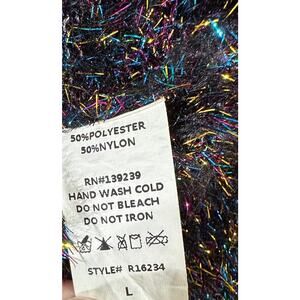 50%POLYESTER
50%NYLON
RN#139239
HAND WASH COLD
DO NOT BLEACH
DO NOT IRON
STYLE# R16234
L